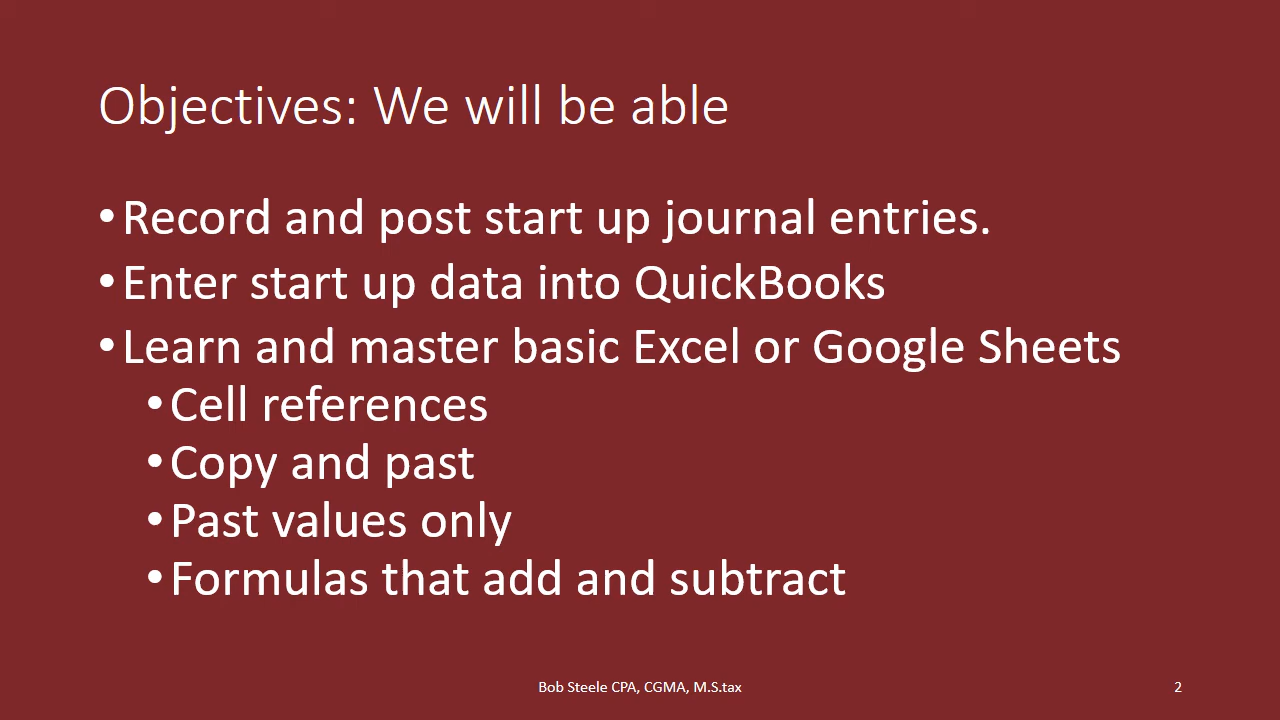 Objectives: We will be able
• Record and post start up journal entries.
• Enter start up data into QuickBooks
• Learn and master basic Excel or Google Sheets
• Cell references
• Copy and past
• Past values only
• Formulas that add and subtract
Bob Steele CPA, CGMA, M.S.tax
2